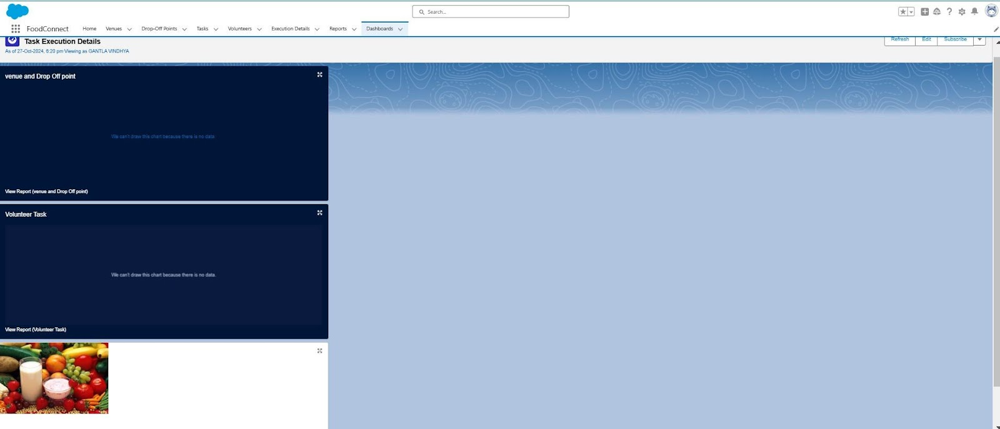 Search...
FoodConnect
Home
Venues
Drop-Off Points
Tasks
Volunteers
Execution Details
Reports
Dashboards
Task Execution Details
As of 27-Oct-2024, 6:20 pm·Viewing as GANTLA VINDHYA
Refresh
Edit
Subscribe
venue and Drop Off point
We can't draw this chart because there is no data.
View Report (venue and Drop Off point)
Volunteer Task
We can't draw this chart because there is no data.
View Report (Volunteer Task)